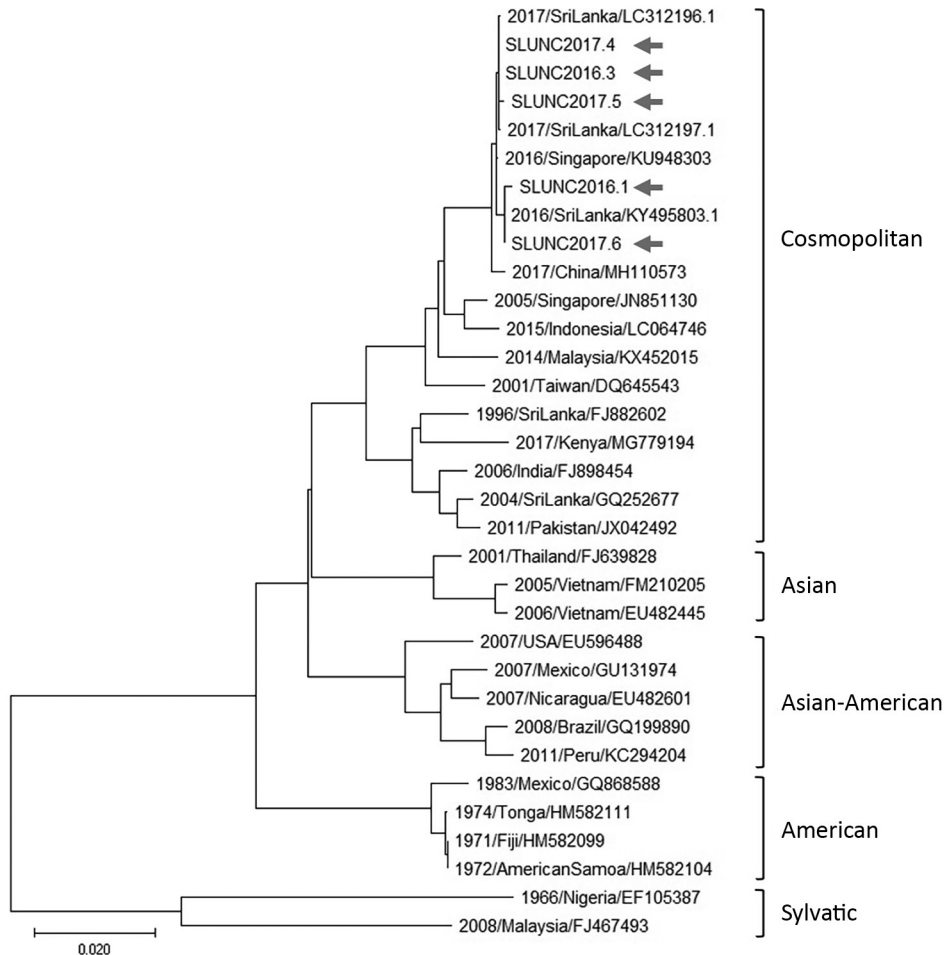 2017/SriLanka/LC312196.1
SLUNC2017.4
SLUNC2016.3
SLUNC2017.5
2017/SriLanka/LC312197.1
2016/Singapore/KU948303
SLUNC2016.1
2016/SriLanka/KY495803.1
SLUNC2017.6
2017/China/MH110573
2005/Singapore/JN851130
2015/Indonesia/LC064746
2014/Malaysia/KX452015
2001/Taiwan/DQ645543
1996/SriLanka/FJ882602
2017/Kenya/MG779194
2006/India/FJ898454
2004/SriLanka/GQ252677
2011/Pakistan/JX042492
Cosmopolitan
2001/Thailand/FJ639828
2005/Vietnam/FM210205
2006/Vietnam/EU482445
Asian
2007/USA/EU596488
2007/Mexico/GU131974
2007/Nicaragua/EU482601
2008/Brazil/GQ199890
2011/Peru/KC294204
Asian-American
1983/Mexico/GQ868588
1974/Tonga/HM582111
1971/Fiji/HM582099
1972/AmericanSamoa/HM582104
American
1966/Nigeria/EF105387
2008/Malaysia/FJ467493
Sylvatic
0.020